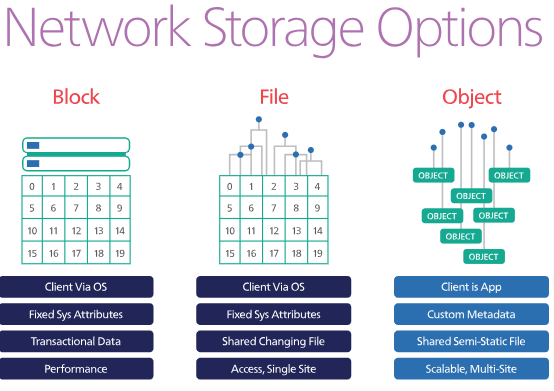 Network Storage Options
Block
File
Object
0 1 2 3 4
5 6 7 8 9
10 11 12 13 14
15 16 17 18 19
0 1 2 3 4
5 6 7 8 9
10 11 12 13 14
15 16 17 18 19
OBJECT
OBJECT
OBJECT
OBJECT
OBJECT
OBJECT
OBJECT
Client Via OS
Fixed Sys Attributes
Transactional Data
Performance
Client Via OS
Fixed Sys Attributes
Shared Changing File
Access, Single Site
Client is App
Custom Metadata
Shared Semi-Static File
Scalable, Multi-Site